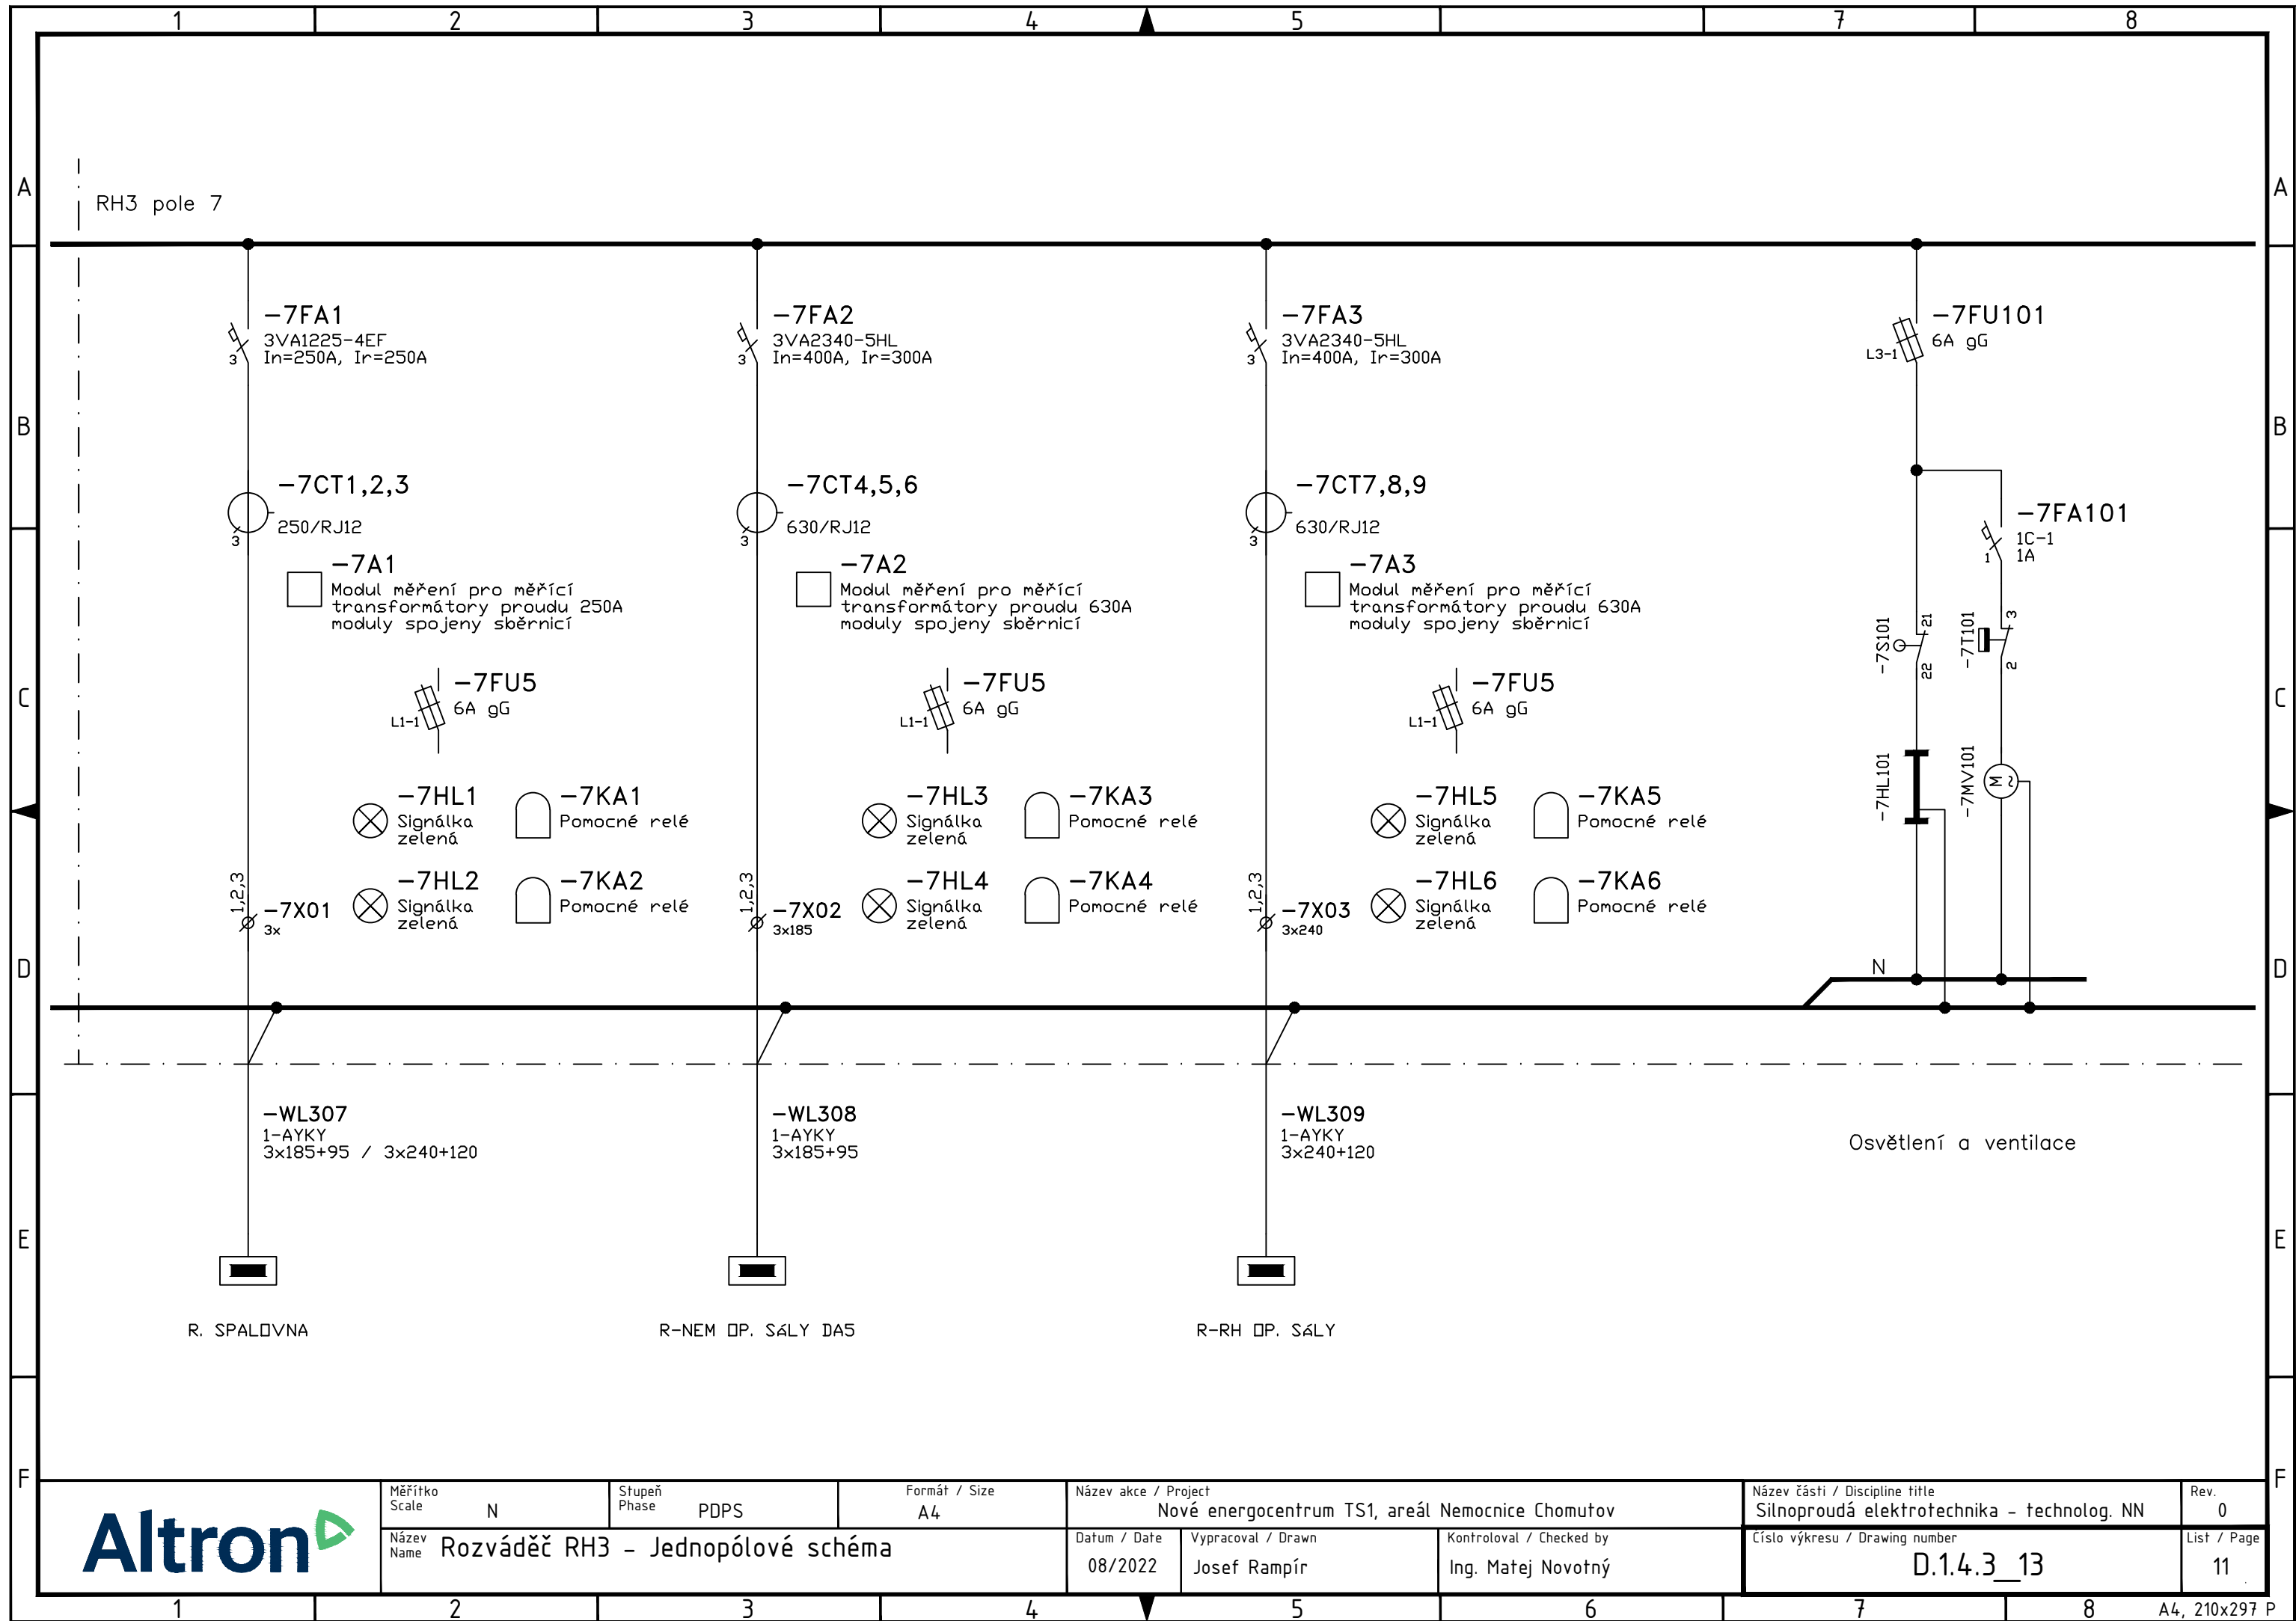 1 2 3 4 5 7 8
A A
RH3 pole 7
-7FA1
3VA1225-4EF
In=250A, Ir=250A
3
-7FA2
3VA2340-5HL
In=400A, Ir=300A
3
-7FA3
3VA2340-5HL
In=400A, Ir=300A
3
-7FU101
6A gG
L3-1
B B
-7CT1,2,3
250/RJ12
3
-7CT4,5,6
630/RJ12
3
-7CT7,8,9
630/RJ12
3
-7FA101
1C-1
1A
1
-7A1
Modul měření pro měřící
transformátory proudu 250A
moduly spojeny sběrnicí
-7A2
Modul měření pro měřící
transformátory proudu 630A
moduly spojeny sběrnicí
-7A3
Modul měření pro měřící
transformátory proudu 630A
moduly spojeny sběrnicí
-7S101
21
22
-7T101
3
2
C C
-7FU5
6A gG
L1-1
-7FU5
6A gG
L1-1
-7FU5
6A gG
L1-1
-7HL1
Signálka
zelená
-7KA1
Pomocné relé
-7HL3
Signálka
zelená
-7KA3
Pomocné relé
-7HL5
Signálka
zelená
-7KA5
Pomocné relé
-7HL101
-7MV101
M
1,2,3
-7X01
3x
-7HL2
Signálka
zelená
-7KA2
Pomocné relé
1,2,3
-7X02
3x185
-7HL4
Signálka
zelená
-7KA4
Pomocné relé
1,2,3
-7X03
3x240
-7HL6
Signálka
zelená
-7KA6
Pomocné relé
D D
N
-WL307
1-AYKY
3x185+95 / 3x240+120
-WL308
1-AYKY
3x185+95
-WL309
1-AYKY
3x240+120
Osvětlení a ventilace
E E
R. SPALOVNA
R-NEM OP. SáLY DA5
R-RH OP. SáLY
F F
Altron
Měřítko
Scale
N
Stupeň
Phase
PDPS
Formát / Size
A4
Název akce / Project
Nové energocentrum TS1, areál Nemocnice Chomutov
Název části / Discipline title
Silnoproudá elektrotechnika - technolog. NN
Rev.
0
Název
Name
Rozváděč RH3 - Jednopólové schéma
Datum / Date
08/2022
Vypracoval / Drawn
Josef Rampír
Kontroloval / Checked by
Ing. Matej Novotný
Číslo výkresu / Drawing number
D.1.4.3__13
List / Page
11
1 2 3 4 5 6 7 8
A4, 210x297 P